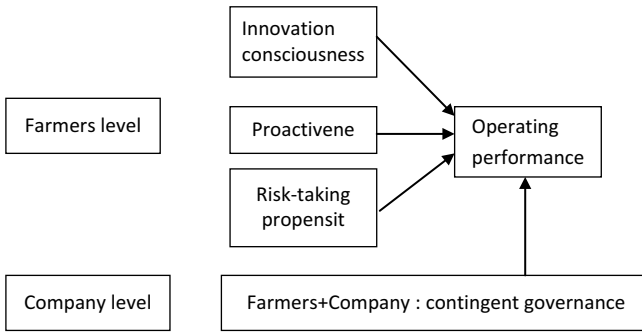 Innovation
consciousness
Farmers level
Proactivene
Operating
performance
Risk-taking
propensit
Company level
Farmers+Company : contingent governance